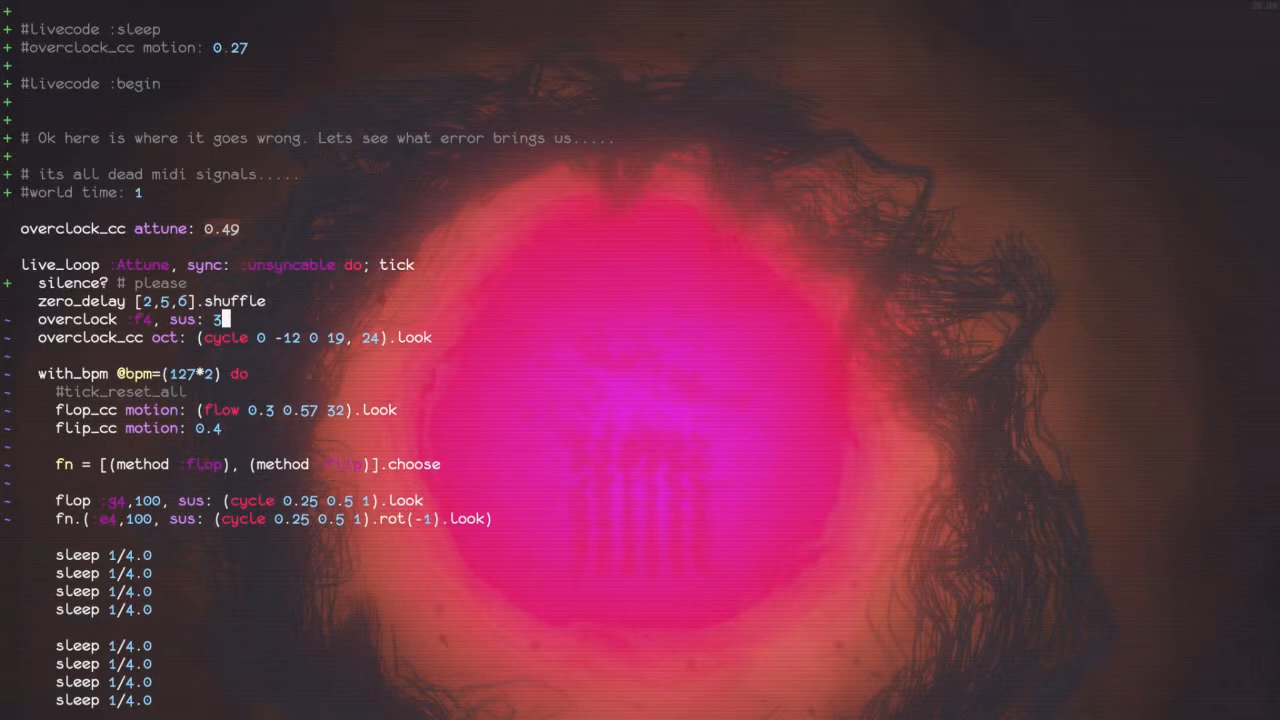 +
+ #livecode :sleep
+ #overclock_cc motion: 0.27
+
+ #livecode :begin
+
+
+ # Ok here is where it goes wrong. Lets see what error brings us.....
+
+ # its all dead midi signals.....
+ #world time: 1
overclock_cc attune: 0.49
live_loop :Attune, sync: :unsyncable do; tick
+ silence? # please
zero_delay [2,5,6].shuffle
~ overclock :f4, sus: 3
~ overclock_cc oct: (cycle 0 -12 0 19, 24).look
~
~ with_bpm @bpm=(127*2) do
~ #tick_reset_all
~ flop_cc motion: (flow 0.3 0.57 32).look
~ flip_cc motion: 0.4
~
~ fn = [(method :flop), (method :flip)].choose
~
~ flop :g4,100, sus: (cycle 0.25 0.5 1).look
~ fn.( :e4,100, sus: (cycle 0.25 0.5 1).rot(-1).look)
sleep 1/4.0
sleep 1/4.0
sleep 1/4.0
sleep 1/4.0
sleep 1/4.0
sleep 1/4.0
sleep 1/4.0
sleep 1/4.0